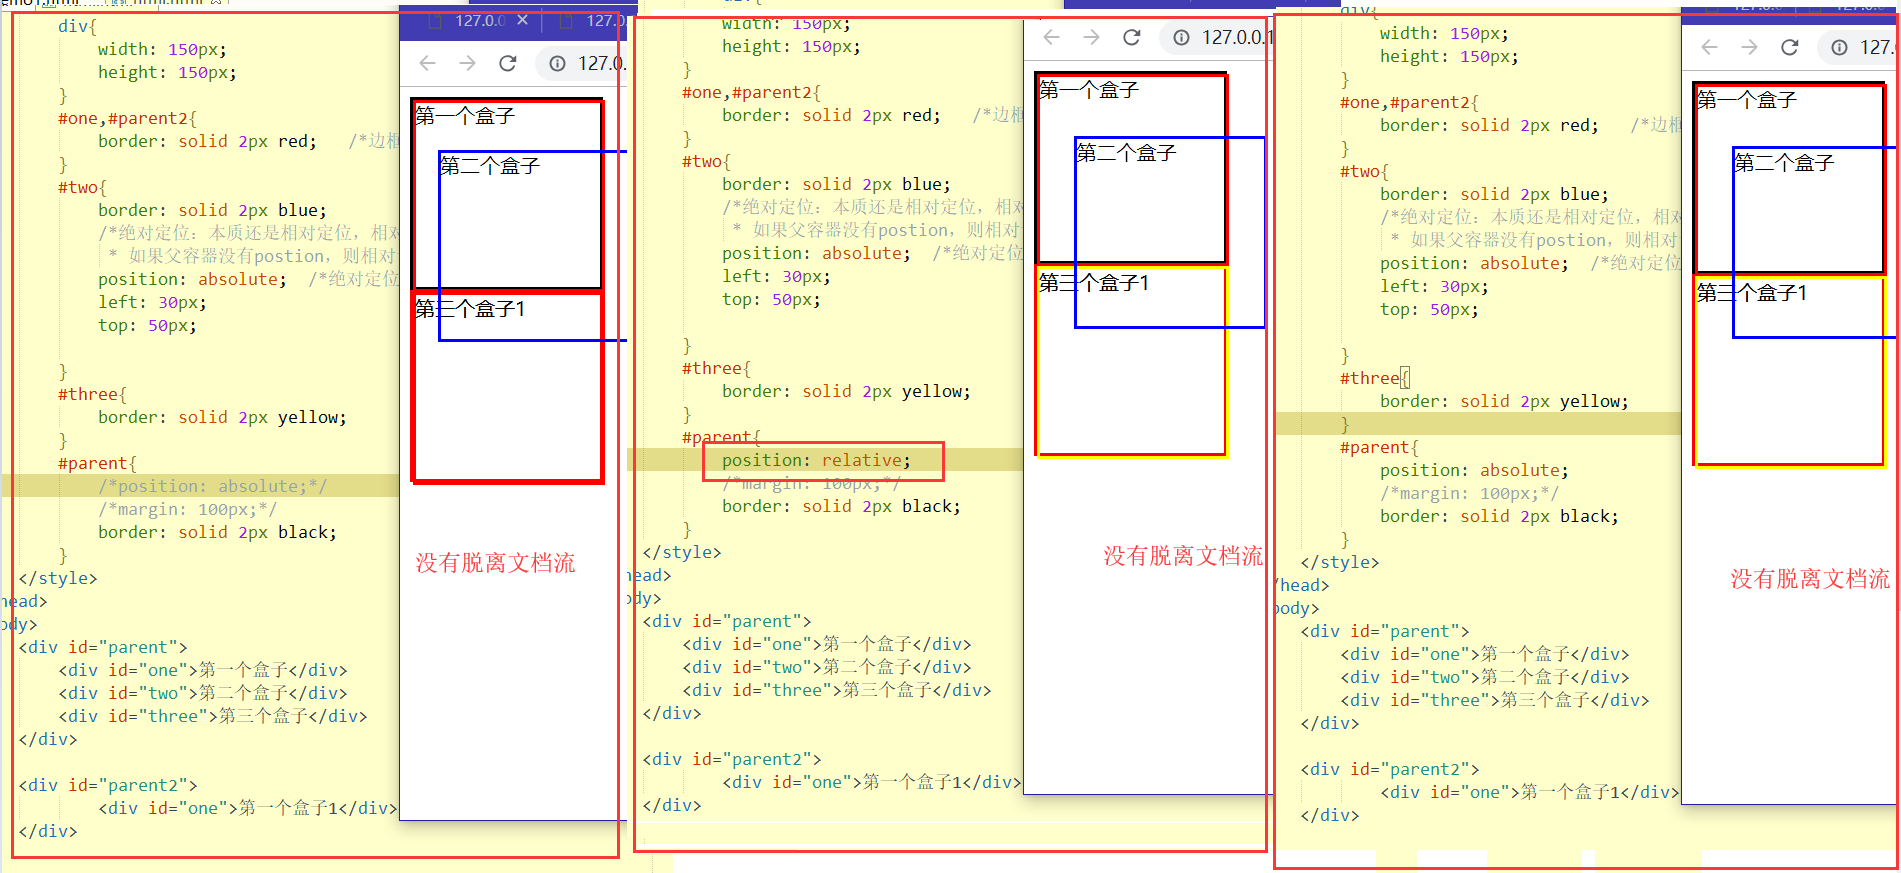 div{
width: 150px;
height: 150px;
}
#one,#parent2{
border: solid 2px red; /*边框
}
#two{
border: solid 2px blue;
/*绝对定位: 本质还是相对定位, 相对
* 如果父容器没有postion, 则相对
position: absolute; /*绝对定位
left: 30px;
top: 50px;
}
#three{
border: solid 2px yellow;
}
#parent{
/*position: absolute;*/
/*margin: 100px;*/
border: solid 2px black;
}
</style>
head>
dy>
<div id="parent">
<div id="one">第一个盒子</div>
<div id="two">第二个盒子</div>
<div id="three">第三个盒子</div>
</div>
<div id="parent2">
<div id="one">第一个盒子1</div>
</div>
127.0.0
127.0.
127.0.
第一个盒子
第二个盒子
第三个盒子1
没有脱离文档流
div{
width: 150px;
height: 150px;
}
#one,#parent2{
border: solid 2px red; /*边框
}
#two{
border: solid 2px blue;
/*绝对定位: 本质还是相对定位, 相对
* 如果父容器没有postion, 则相对
position: absolute; /*绝对定位
left: 30px;
top: 50px;
}
#three{
border: solid 2px yellow;
}
#parent{
position: relative;
/*margin: 100px;*/
border: solid 2px black;
}
</style>
head>
dy>
<div id="parent">
<div id="one">第一个盒子</div>
<div id="two">第二个盒子</div>
<div id="three">第三个盒子</div>
</div>
<div id="parent2">
<div id="one">第一个盒子1</div>
</div>
127.0.0.1
第一个盒子
第二个盒子
第三个盒子1
没有脱离文档流
div{
width: 150px;
height: 150px;
}
#one,#parent2{
border: solid 2px red; /*边框
}
#two{
border: solid 2px blue;
/*绝对定位: 本质还是相对定位, 相对
* 如果父容器没有postion, 则相对
position: absolute; /*绝对定位
left: 30px;
top: 50px;
}
#three{
border: solid 2px yellow;
}
#parent{
position: absolute;
/*margin: 100px;*/
border: solid 2px black;
}
</style>
/head>
body>
<div id="parent">
<div id="one">第一个盒子</div>
<div id="two">第二个盒子</div>
<div id="three">第三个盒子</div>
</div>
<div id="parent2">
<div id="one">第一个盒子1</div>
</div>
127.
第一个盒子
第二个盒子
第三个盒子1
没有脱离文档流